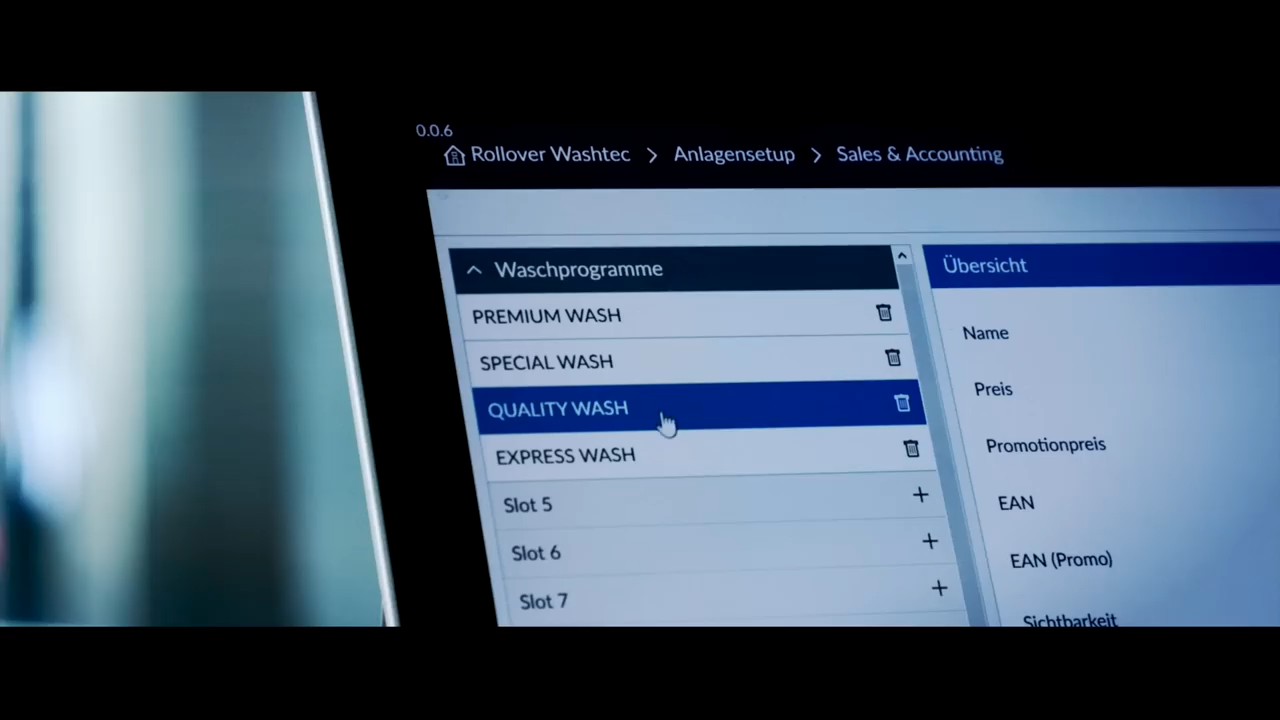 0.0.6
Rollover Washtec > Anlagensetup > Sales & Accounting
Waschprogramme
PREMIUM WASH
SPECIAL WASH
QUALITY WASH
EXPRESS WASH
Slot 5
Slot 6
Slot 7
Übersicht
Name
Preis
Promotionpreis
EAN
EAN (Promo)
Sichtbarkeit